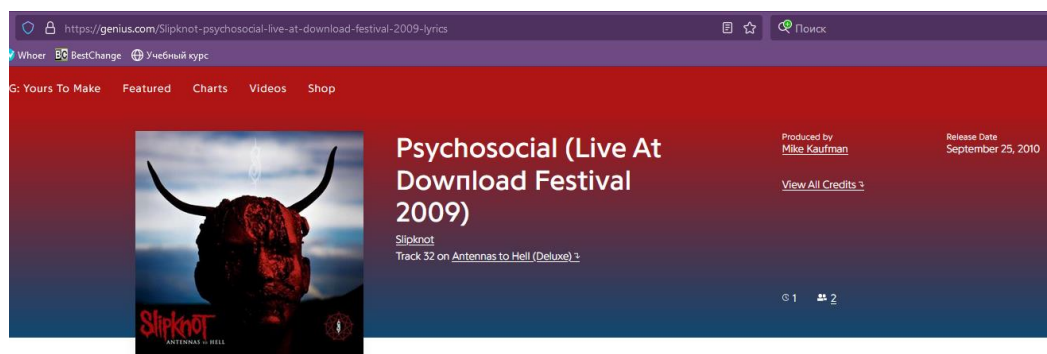 https://genius.com/Slipknot-psychosocial-live-at-download-festival-2009-lyrics
Поиск
Whoer BC BestChange Учебный курс
G: Yours To Make Featured Charts Videos Shop
Psychosocial (Live At
Download Festival
2009)
Slipknot
Track 32 on Antennas to Hell (Deluxe)
Produced by
Mike Kaufman
View All Credits
Release Date
September 25, 2010
1 2
Slipknot
ANTENNAS to HELL